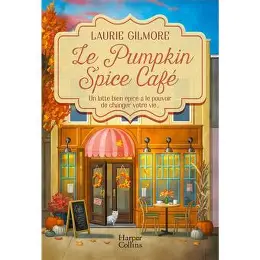 LAURIE GILMORE
Le Pumpkin
Spice Café
Un latte bien épicé a le pouvoir
de changer votre vie...
Harper
Collins